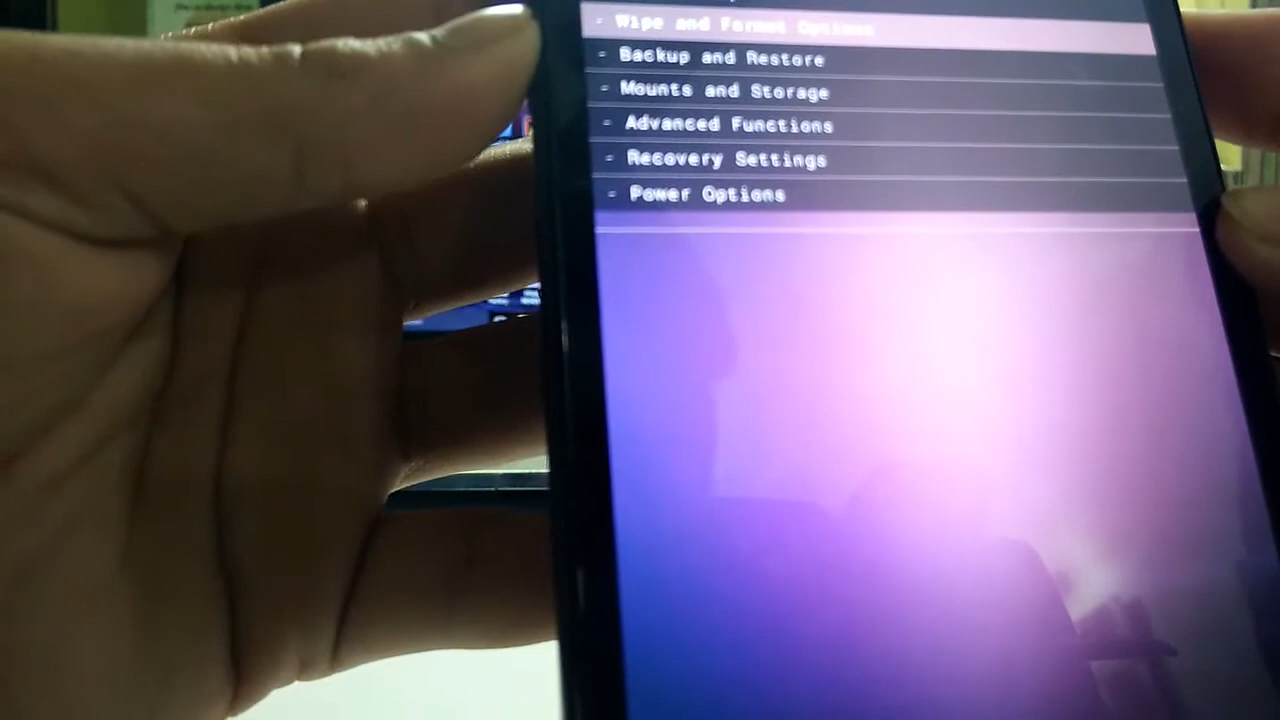 - Wipe and Format Options
- Backup and Restore
- Mounts and Storage
- Advanced Functions
- Recovery Settings
- Power Options